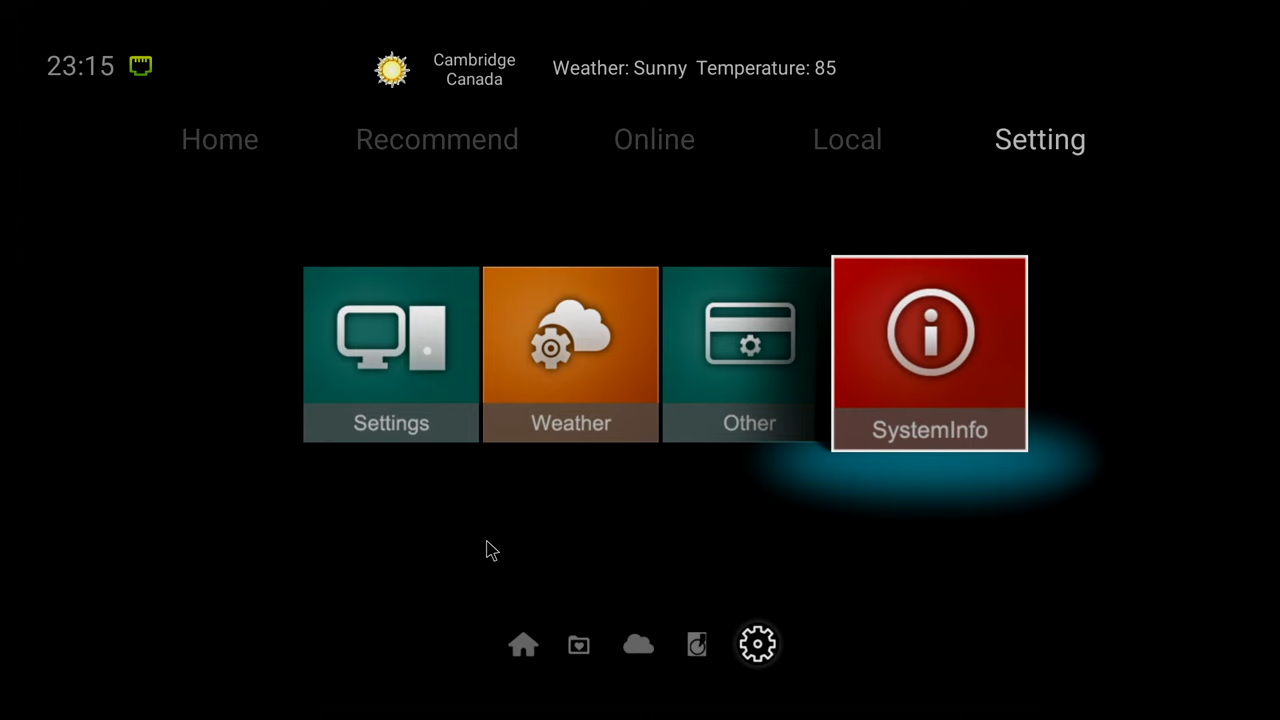 23:15
Cambridge
Canada
Weather: Sunny Temperature: 85
Home Recommend Online Local Setting
Settings Weather Other SystemInfo